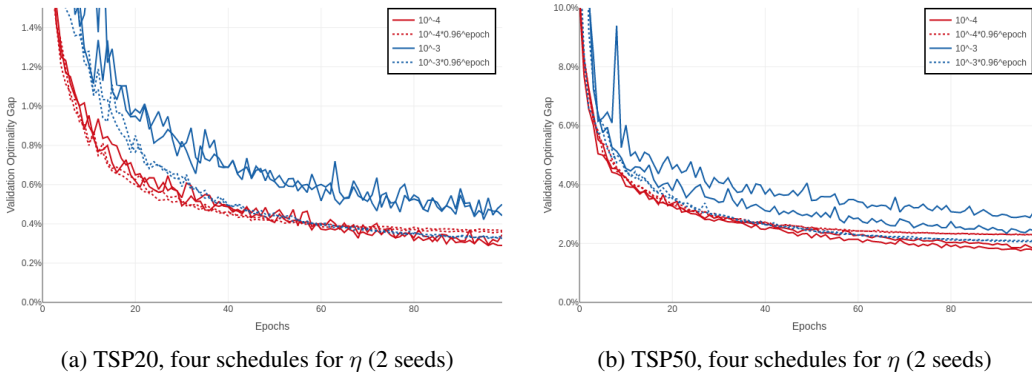 1.4%
1.2%
1.0%
0.8%
0.6%
0.4%
0.2%
0.0%
0
20
40
60
80
Validation Optimality Gap
Epochs
10^-4
10^-4*0.96^epoch
10^-3
10^-3*0.96^epoch
(a) TSP20, four schedules for η (2 seeds)
10.0%
8.0%
6.0%
4.0%
2.0%
0.0%
0
20
40
60
80
Validation Optimality Gap
Epochs
10^-4
10^-4*0.96^epoch
10^-3
10^-3*0.96^epoch
(b) TSP50, four schedules for η (2 seeds)